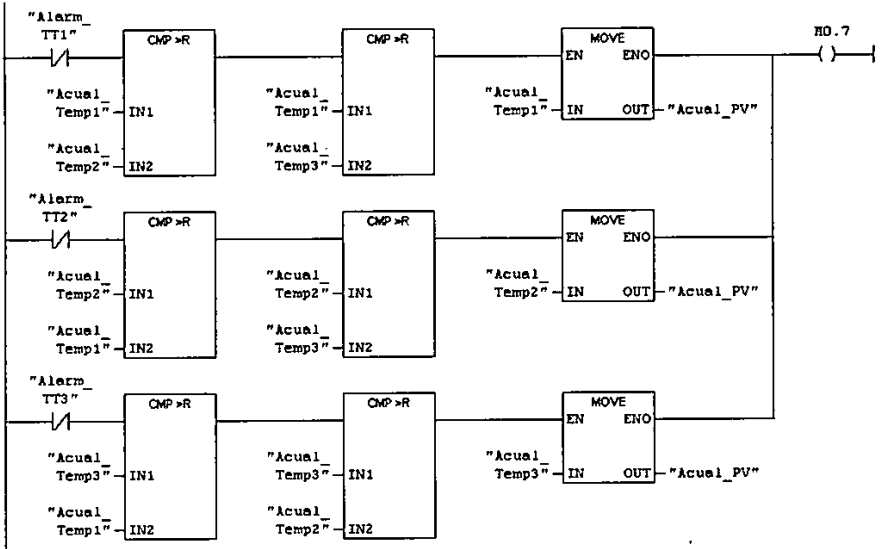 "Alarm_
TT1"
CMP >R
CMP >R
MOVE
M0.7
EN ENO
"Acual_
Temp1" IN1
"Acual_
Temp1" IN1
"Acual_
Temp1" IN OUT "Acual_PV"
"Acual_
Temp2" IN2
"Acual_
Temp3" IN2
"Alarm_
TT2"
CMP >R
CMP >R
MOVE
EN ENO
"Acual_
Temp2" IN1
"Acual_
Temp2" IN1
"Acual_
Temp2" IN OUT "Acual_PV"
"Acual_
Temp1" IN2
"Acual_
Temp3" IN2
"Alarm_
TT3"
CMP >R
CMP >R
MOVE
EN ENO
"Acual_
Temp3" IN1
"Acual_
Temp3" IN1
"Acual_
Temp3" IN OUT "Acual_PV"
"Acual_
Temp1" IN2
"Acual_
Temp2" IN2